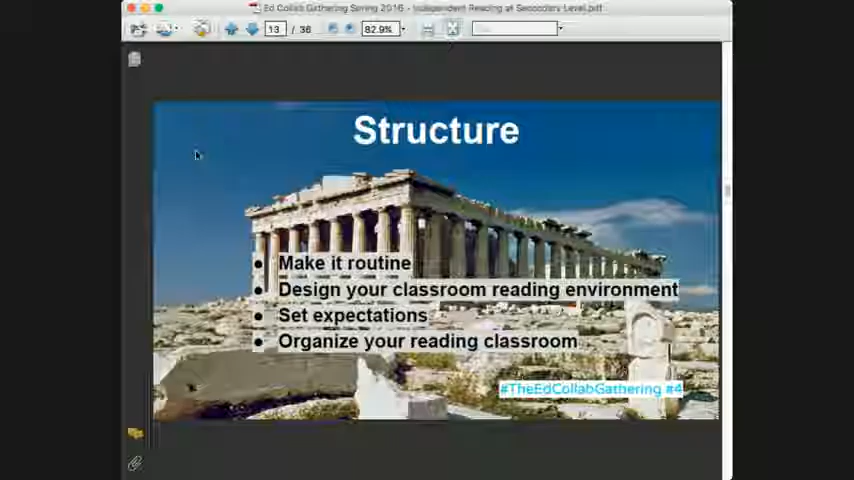 Ed Collab Gathering Spring 2016 - Independent Reading at Secondary Level.pdf
13 / 36 82.9%
Structure
● Make it routine
● Design your classroom reading environment
● Set expectations
● Organize your reading classroom
#TheEdCollabGathering #4